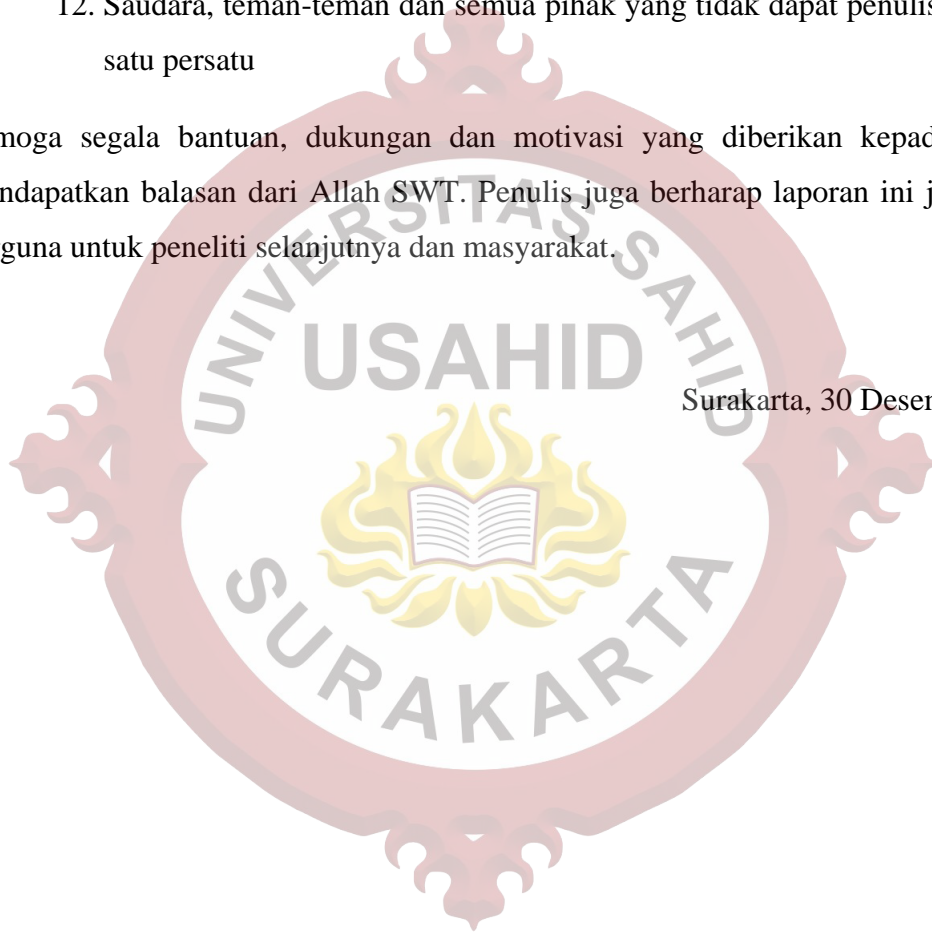 12. Saudara, teman-teman dan semua pihak yang tidak dapat penulis
satu persatu
moga segala bantuan, dukungan dan motivasi yang diberikan kepad
ndapatkan balasan dari Allah SWT. Penulis juga berharap laporan ini j
guna untuk peneliti selanjutnya dan masyarakat.
UNIVERSITAS SAHID
USAHID
Surakarta, 30 Desem
SURAKARTA